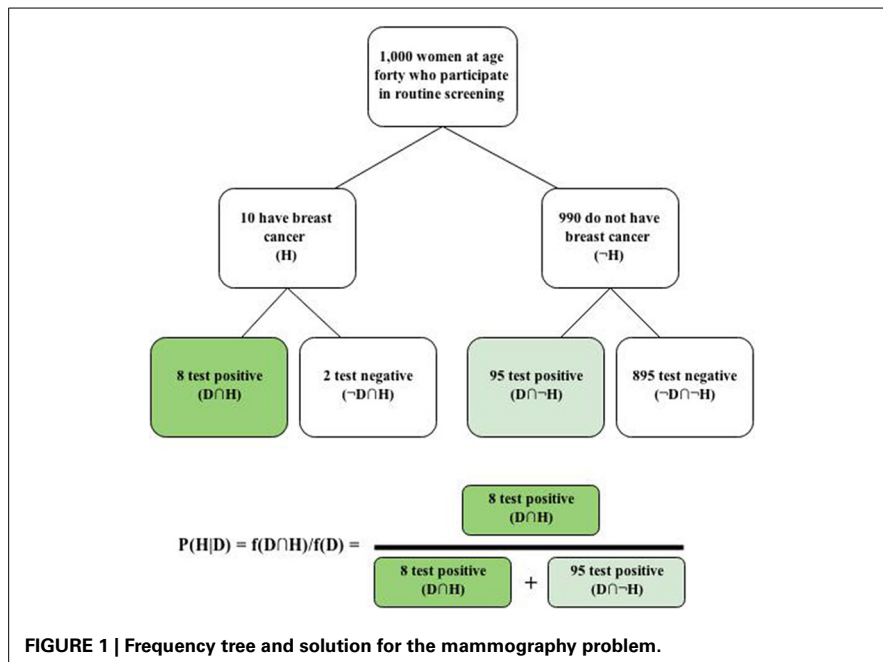 1,000 women at age
forty who participate
in routine screening
10 have breast
cancer
(H)
990 do not have
breast cancer
(¬H)
8 test positive
(D∩H)
2 test negative
(¬D∩H)
95 test positive
(D∩¬H)
895 test negative
(¬D∩¬H)
P(H|D) = f(D∩H)/f(D) =
8 test positive
(D∩H)
8 test positive
(D∩H)
+
95 test positive
(D∩¬H)
FIGURE 1 | Frequency tree and solution for the mammography problem.